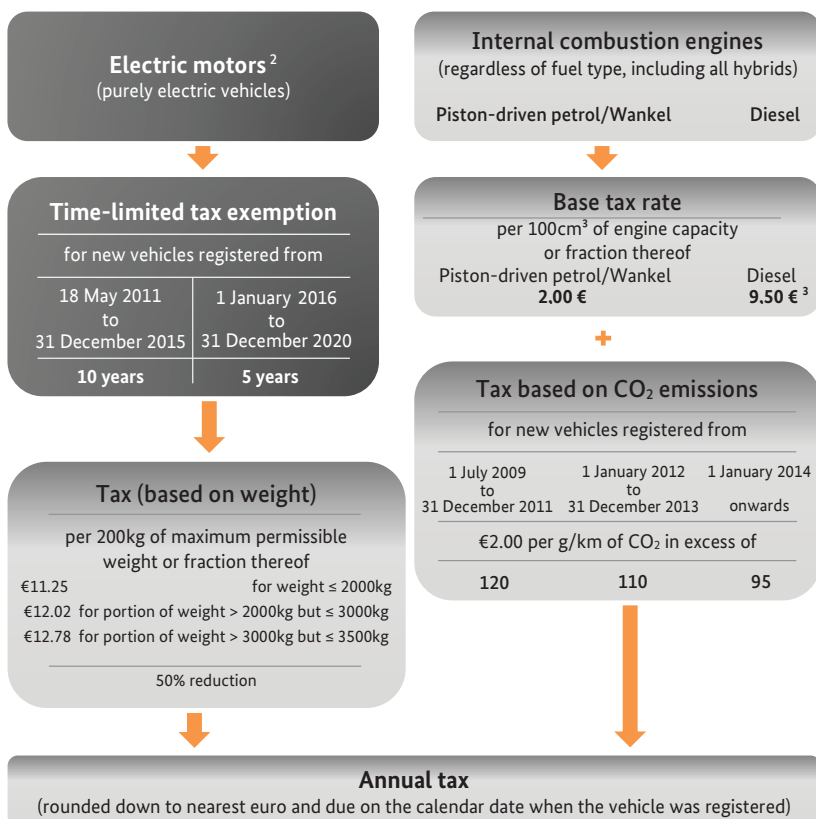 Electric motors 2
(purely electric vehicles)
Time-limited tax exemption
for new vehicles registered from
18 May 2011
to
31 December 2015
1 January 2016
to
31 December 2020
10 years
5 years
Tax (based on weight)
per 200kg of maximum permissible
weight or fraction thereof
€11.25 for weight ≤ 2000kg
€12.02 for portion of weight > 2000kg but ≤ 3000kg
€12.78 for portion of weight > 3000kg but ≤ 3500kg
50% reduction
Internal combustion engines
(regardless of fuel type, including all hybrids)
Piston-driven petrol/Wankel Diesel
Base tax rate
per 100cm³ of engine capacity
or fraction thereof
Piston-driven petrol/Wankel Diesel
2,00 € 9,50 € 3
+
Tax based on CO₂ emissions
for new vehicles registered from
1 July 2009
to
31 December 2011
1 January 2012
to
31 December 2013
1 January 2014
onwards
€2.00 per g/km of CO₂ in excess of
120 110 95
Annual tax
(rounded down to nearest euro and due on the calendar date when the vehicle was registered)